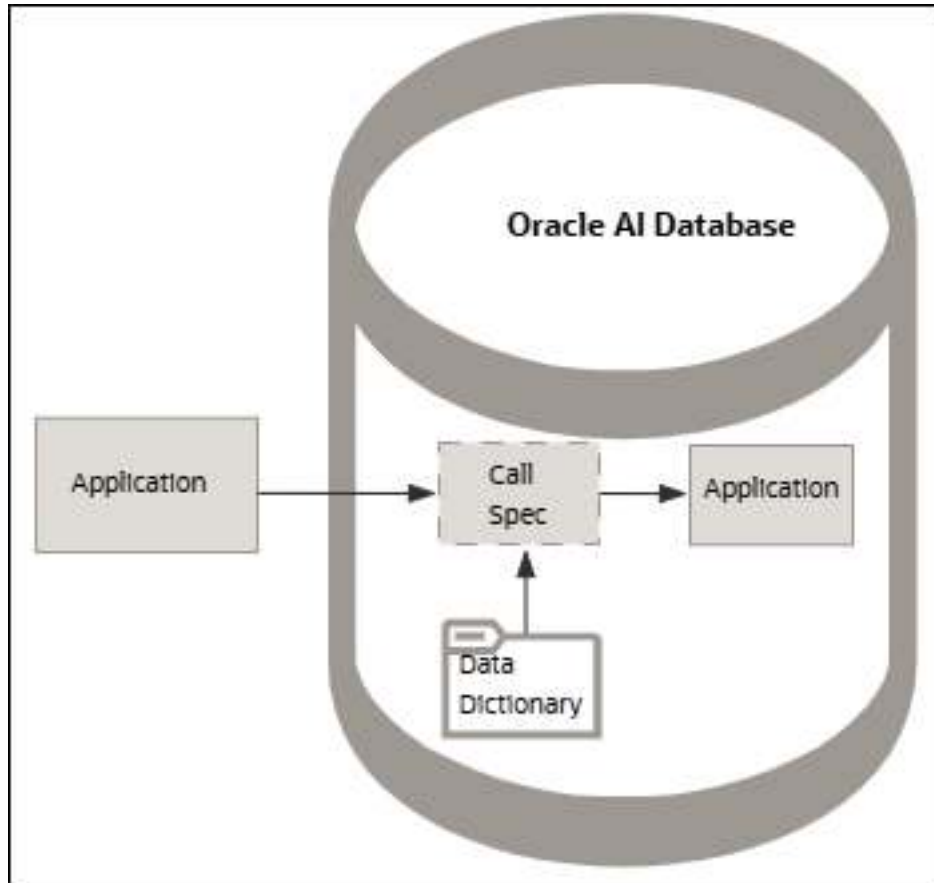 Oracle AI Database
Application
Call
Spec
Application
Data
Dictionary